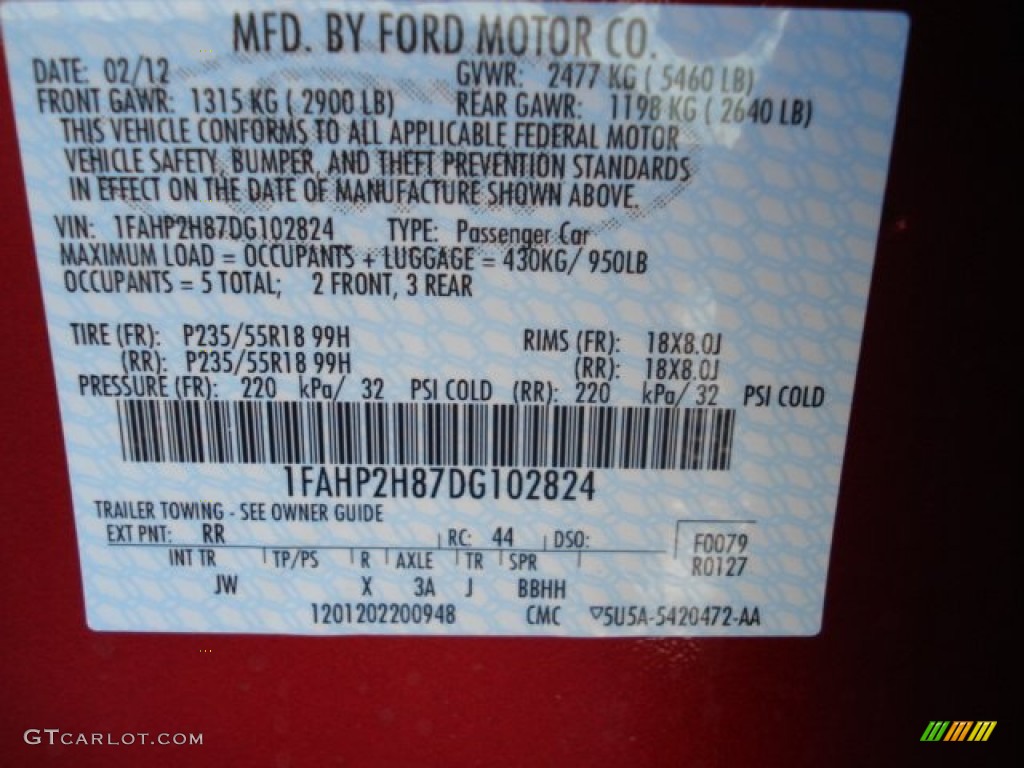 MFD. BY FORD MOTOR CO.
DATE: 02/12 GVWR: 2477 KG ( 5460 LB)
FRONT GAWR: 1315 KG ( 2900 LB) REAR GAWR: 1198 KG ( 2640 LB)
THIS VEHICLE CONFORMS TO ALL APPLICABLE FEDERAL MOTOR
VEHICLE SAFETY, BUMPER, AND THEFT PREVENTION STANDARDS
IN EFFECT ON THE DATE OF MANUFACTURE SHOWN ABOVE.
VIN: 1FAHP2H87DG102824 TYPE: Passenger Car
MAXIMUM LOAD = OCCUPANTS + LUGGAGE = 430KG/ 950LB
OCCUPANTS = 5 TOTAL; 2 FRONT, 3 REAR
TIRE (FR): P235/55R18 99H RIMS (FR): 18X8.0J
(RR): P235/55R18 99H (RR): 18X8.0J
PRESSURE (FR): 220 kPa/ 32 PSI COLD (RR): 220 kPa/ 32 PSI COLD
1FAHP2H87DG102824
TRAILER TOWING - SEE OWNER GUIDE
EXT PNT: RR RC: 44 DSO: F0079
INT TR TP/PS R AXLE TR SPR R0127
JW X 3A J BBHH
1201202200948 CMC ▽5U5A-5420472-AA
GTCARLOT.COM